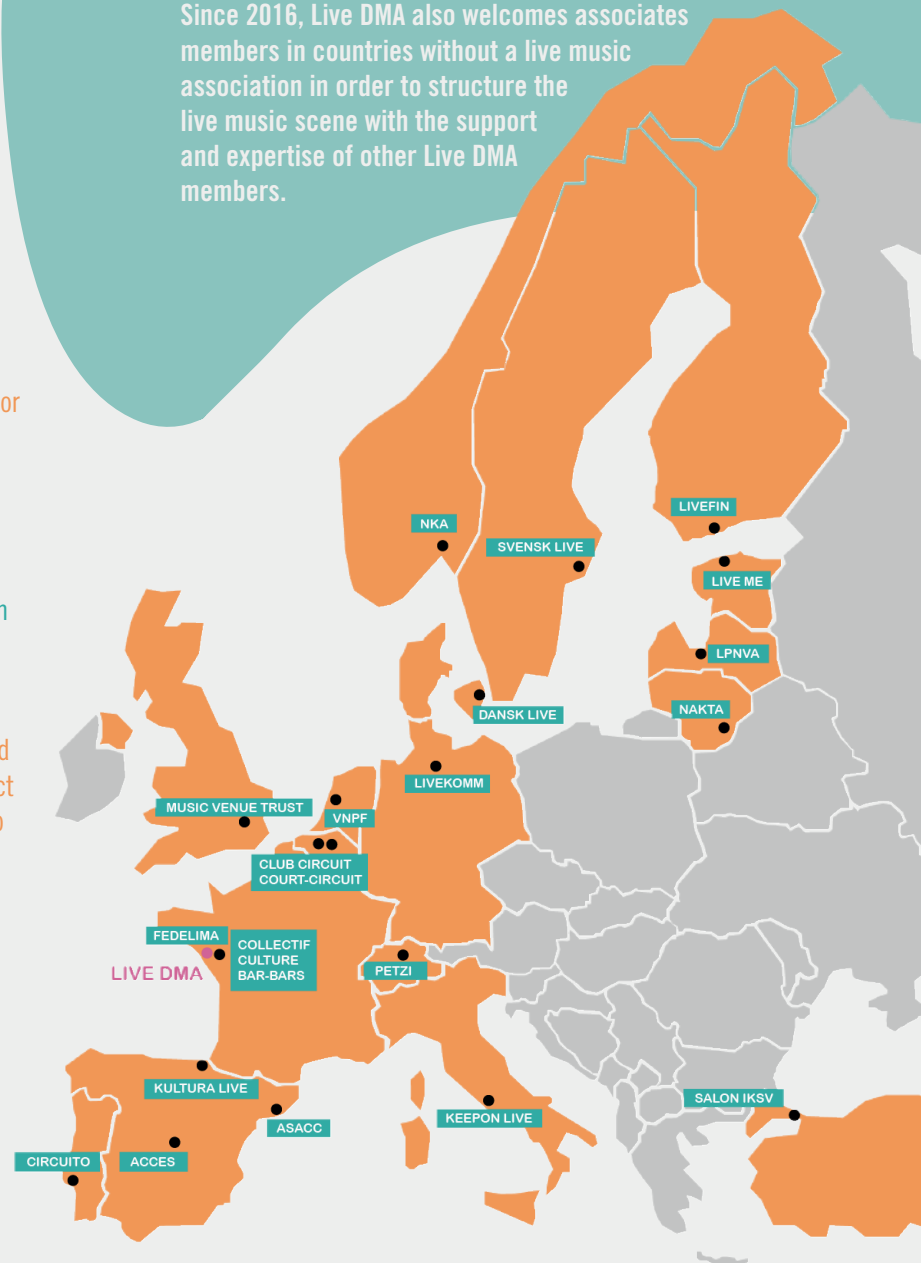 Since 2016, Live DMA also welcomes associates
members in countries without a live music
association in order to structure the
live music scene with the support
and expertise of other Live DMA
members.
or
LIVEFIN
NKA
SVENSK LIVE
LIVE ME
LPNVA
NAKTA
DANSK LIVE
LIVEKOMM
MUSIC VENUE TRUST
VNPF
CLUB CIRCUIT
COURT-CIRCUIT
FEDELIMA
COLLECTIF
CULTURE
BAR-BARS
LIVE DMA
PETZI
KULTURA LIVE
ASACC
KEEPON LIVE
SALON IKSV
CIRCUITO
ACCES